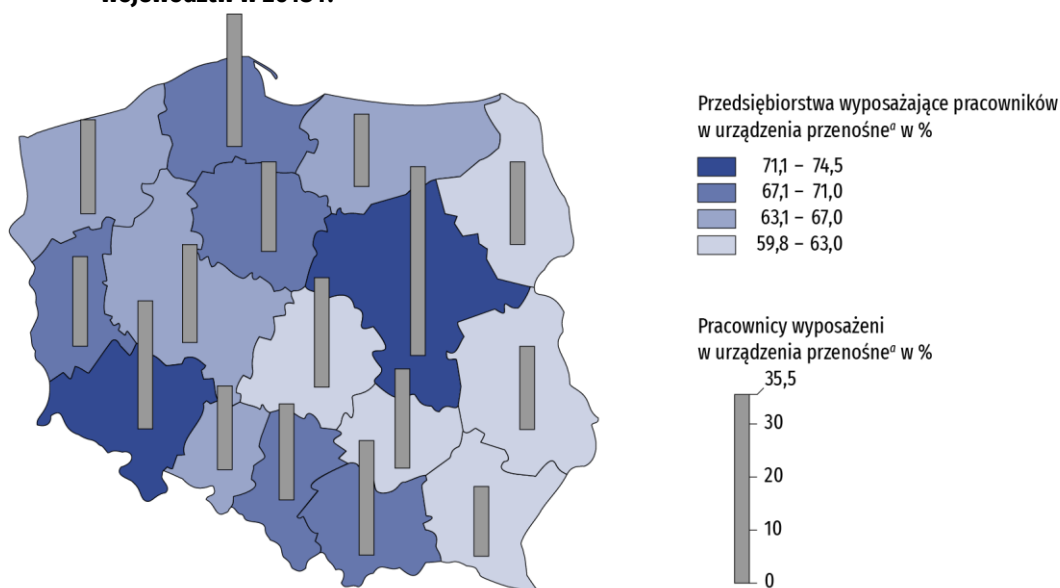 Przedsiębiorstwa wyposażające pracowników
w urządzenia przenośneᵃ w %
71,1 – 74,5
67,1 – 71,0
63,1 – 67,0
59,8 – 63,0
Pracownicy wyposażeni
w urządzenia przenośneᵃ w %
35,5
30
20
10
0